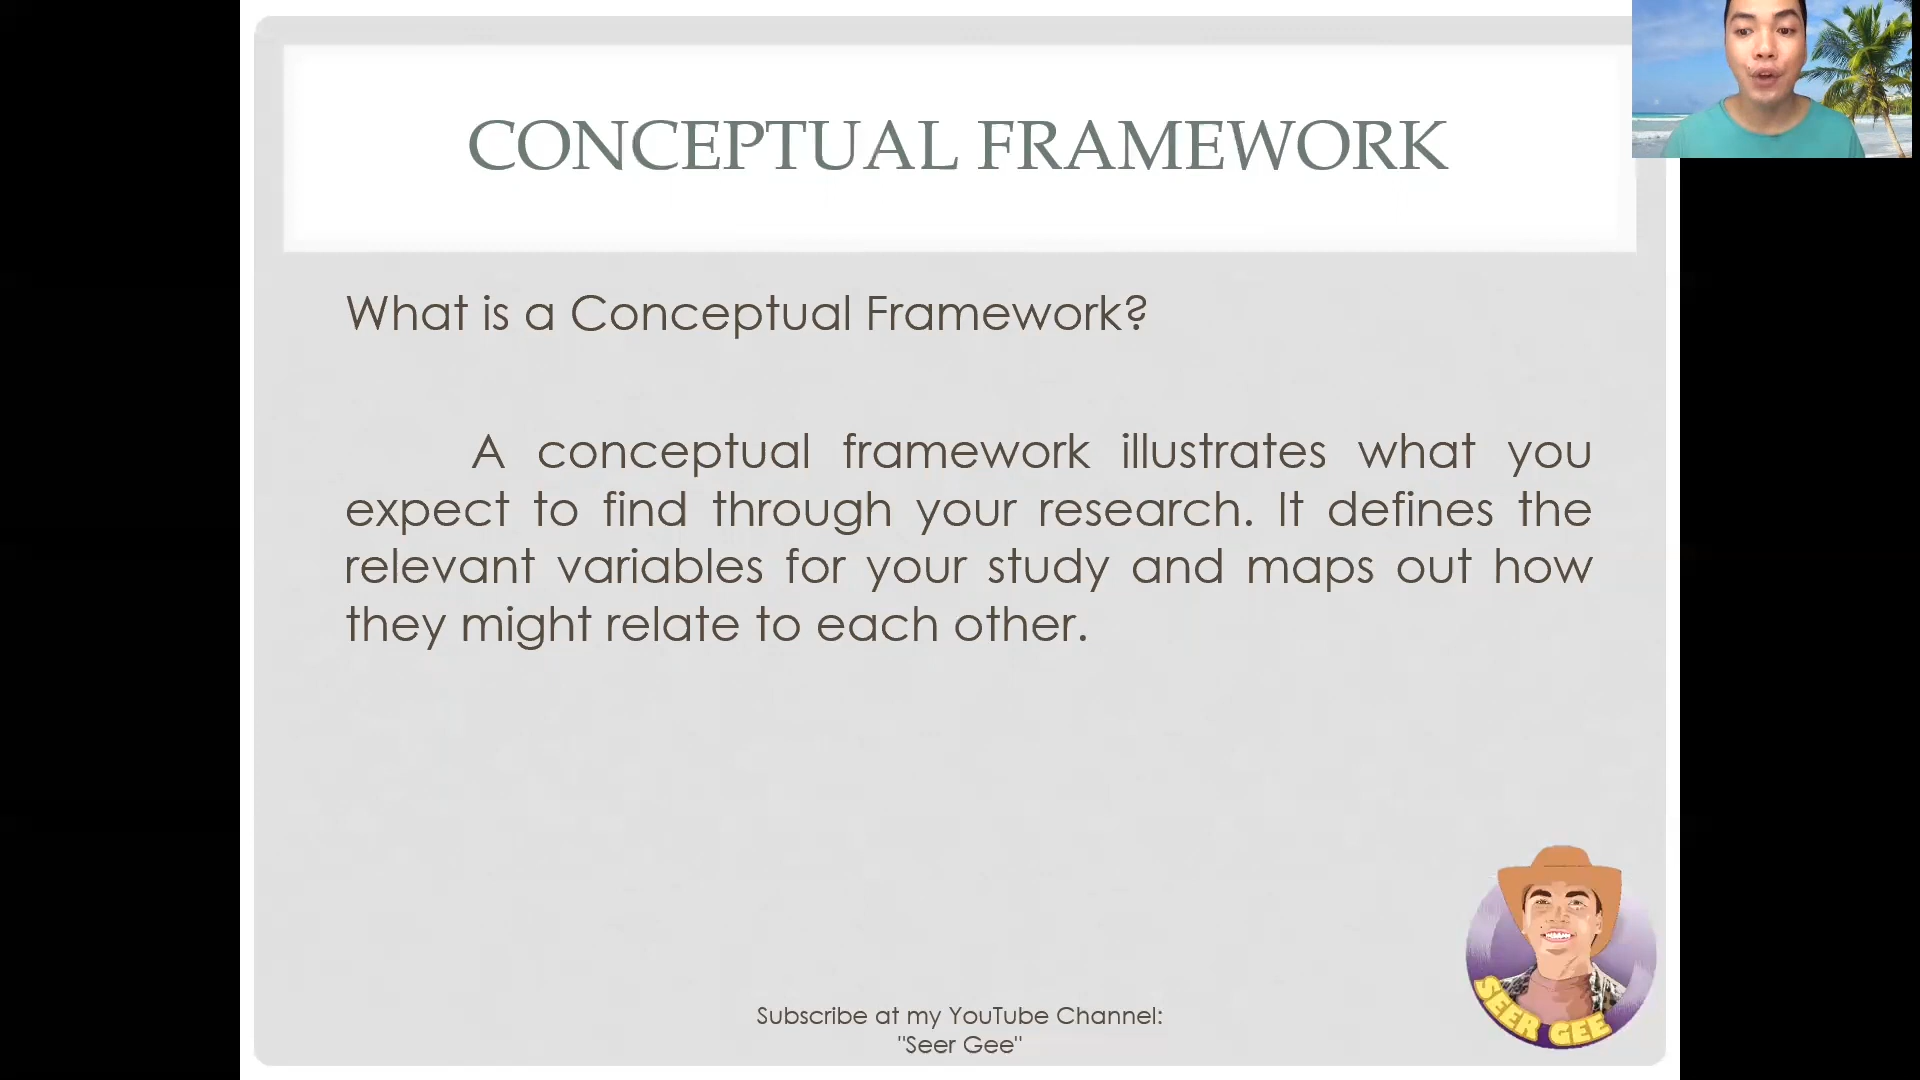 CONCEPTUAL FRAMEWORK
What is a Conceptual Framework?
A conceptual framework illustrates what you
expect to find through your research. It defines the
relevant variables for your study and maps out how
they might relate to each other.
SEER GEE
Subscribe at my YouTube Channel:
"Seer Gee"